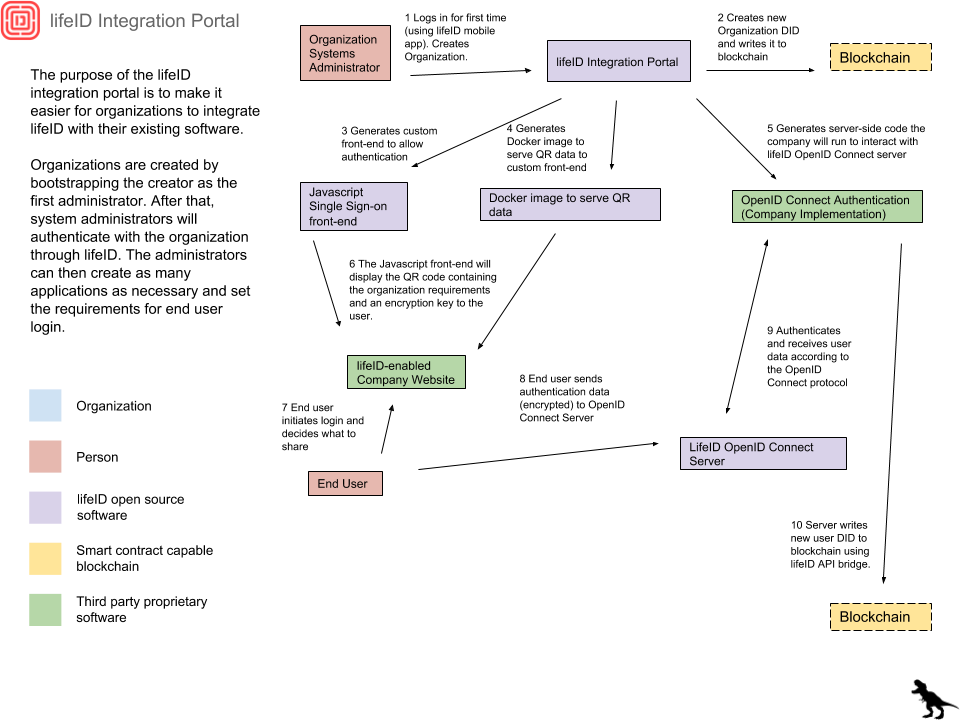 lifeID Integration Portal
The purpose of the lifeID
integration portal is to make it
easier for organizations to integrate
lifeID with their existing software.
Organizations are created by
bootstrapping the creator as the
first administrator. After that,
system administrators will
authenticate with the organization
through lifeID. The administrators
can then create as many
applications as necessary and set
the requirements for end user
login.
Organization
Person
lifeID open source
software
Smart contract capable
blockchain
Third party proprietary
software
Organization
Systems
Administrator
1 Logs in for first time
(using lifeID mobile
app). Creates
Organization.
lifeID Integration Portal
2 Creates new
Organization DID
and writes it to
blockchain
Blockchain
3 Generates custom
front-end to allow
authentication
4 Generates
Docker image to
serve QR data to
custom front-end
5 Generates server-side code the
company will run to interact with
lifeID OpenID Connect server
Javascript
Single Sign-on
front-end
Docker image to serve QR
data
OpenID Connect Authentication
(Company Implementation)
6 The Javascript front-end will
display the QR code containing
the organization requirements
and an encryption key to the
user.
lifeID-enabled
Company Website
7 End user
initiates login and
decides what to
share
End User
8 End user sends
authentication data
(encrypted) to OpenID
Connect Server
9 Authenticates
and receives user
data according to
the OpenID
Connect protocol
LifeID OpenID Connect
Server
10 Server writes
new user DID to
blockchain using
lifeID API bridge.
Blockchain